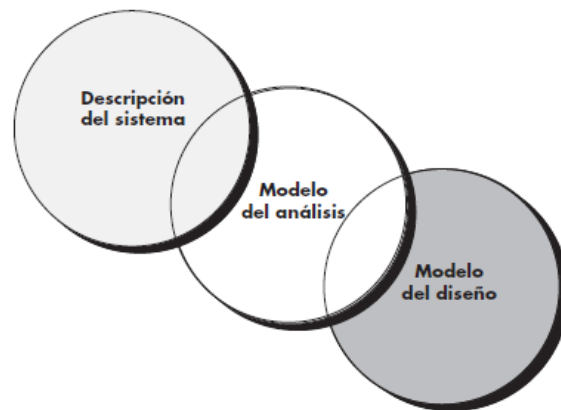 Descripción
del sistema
Modelo
del análisis
Modelo
del diseño